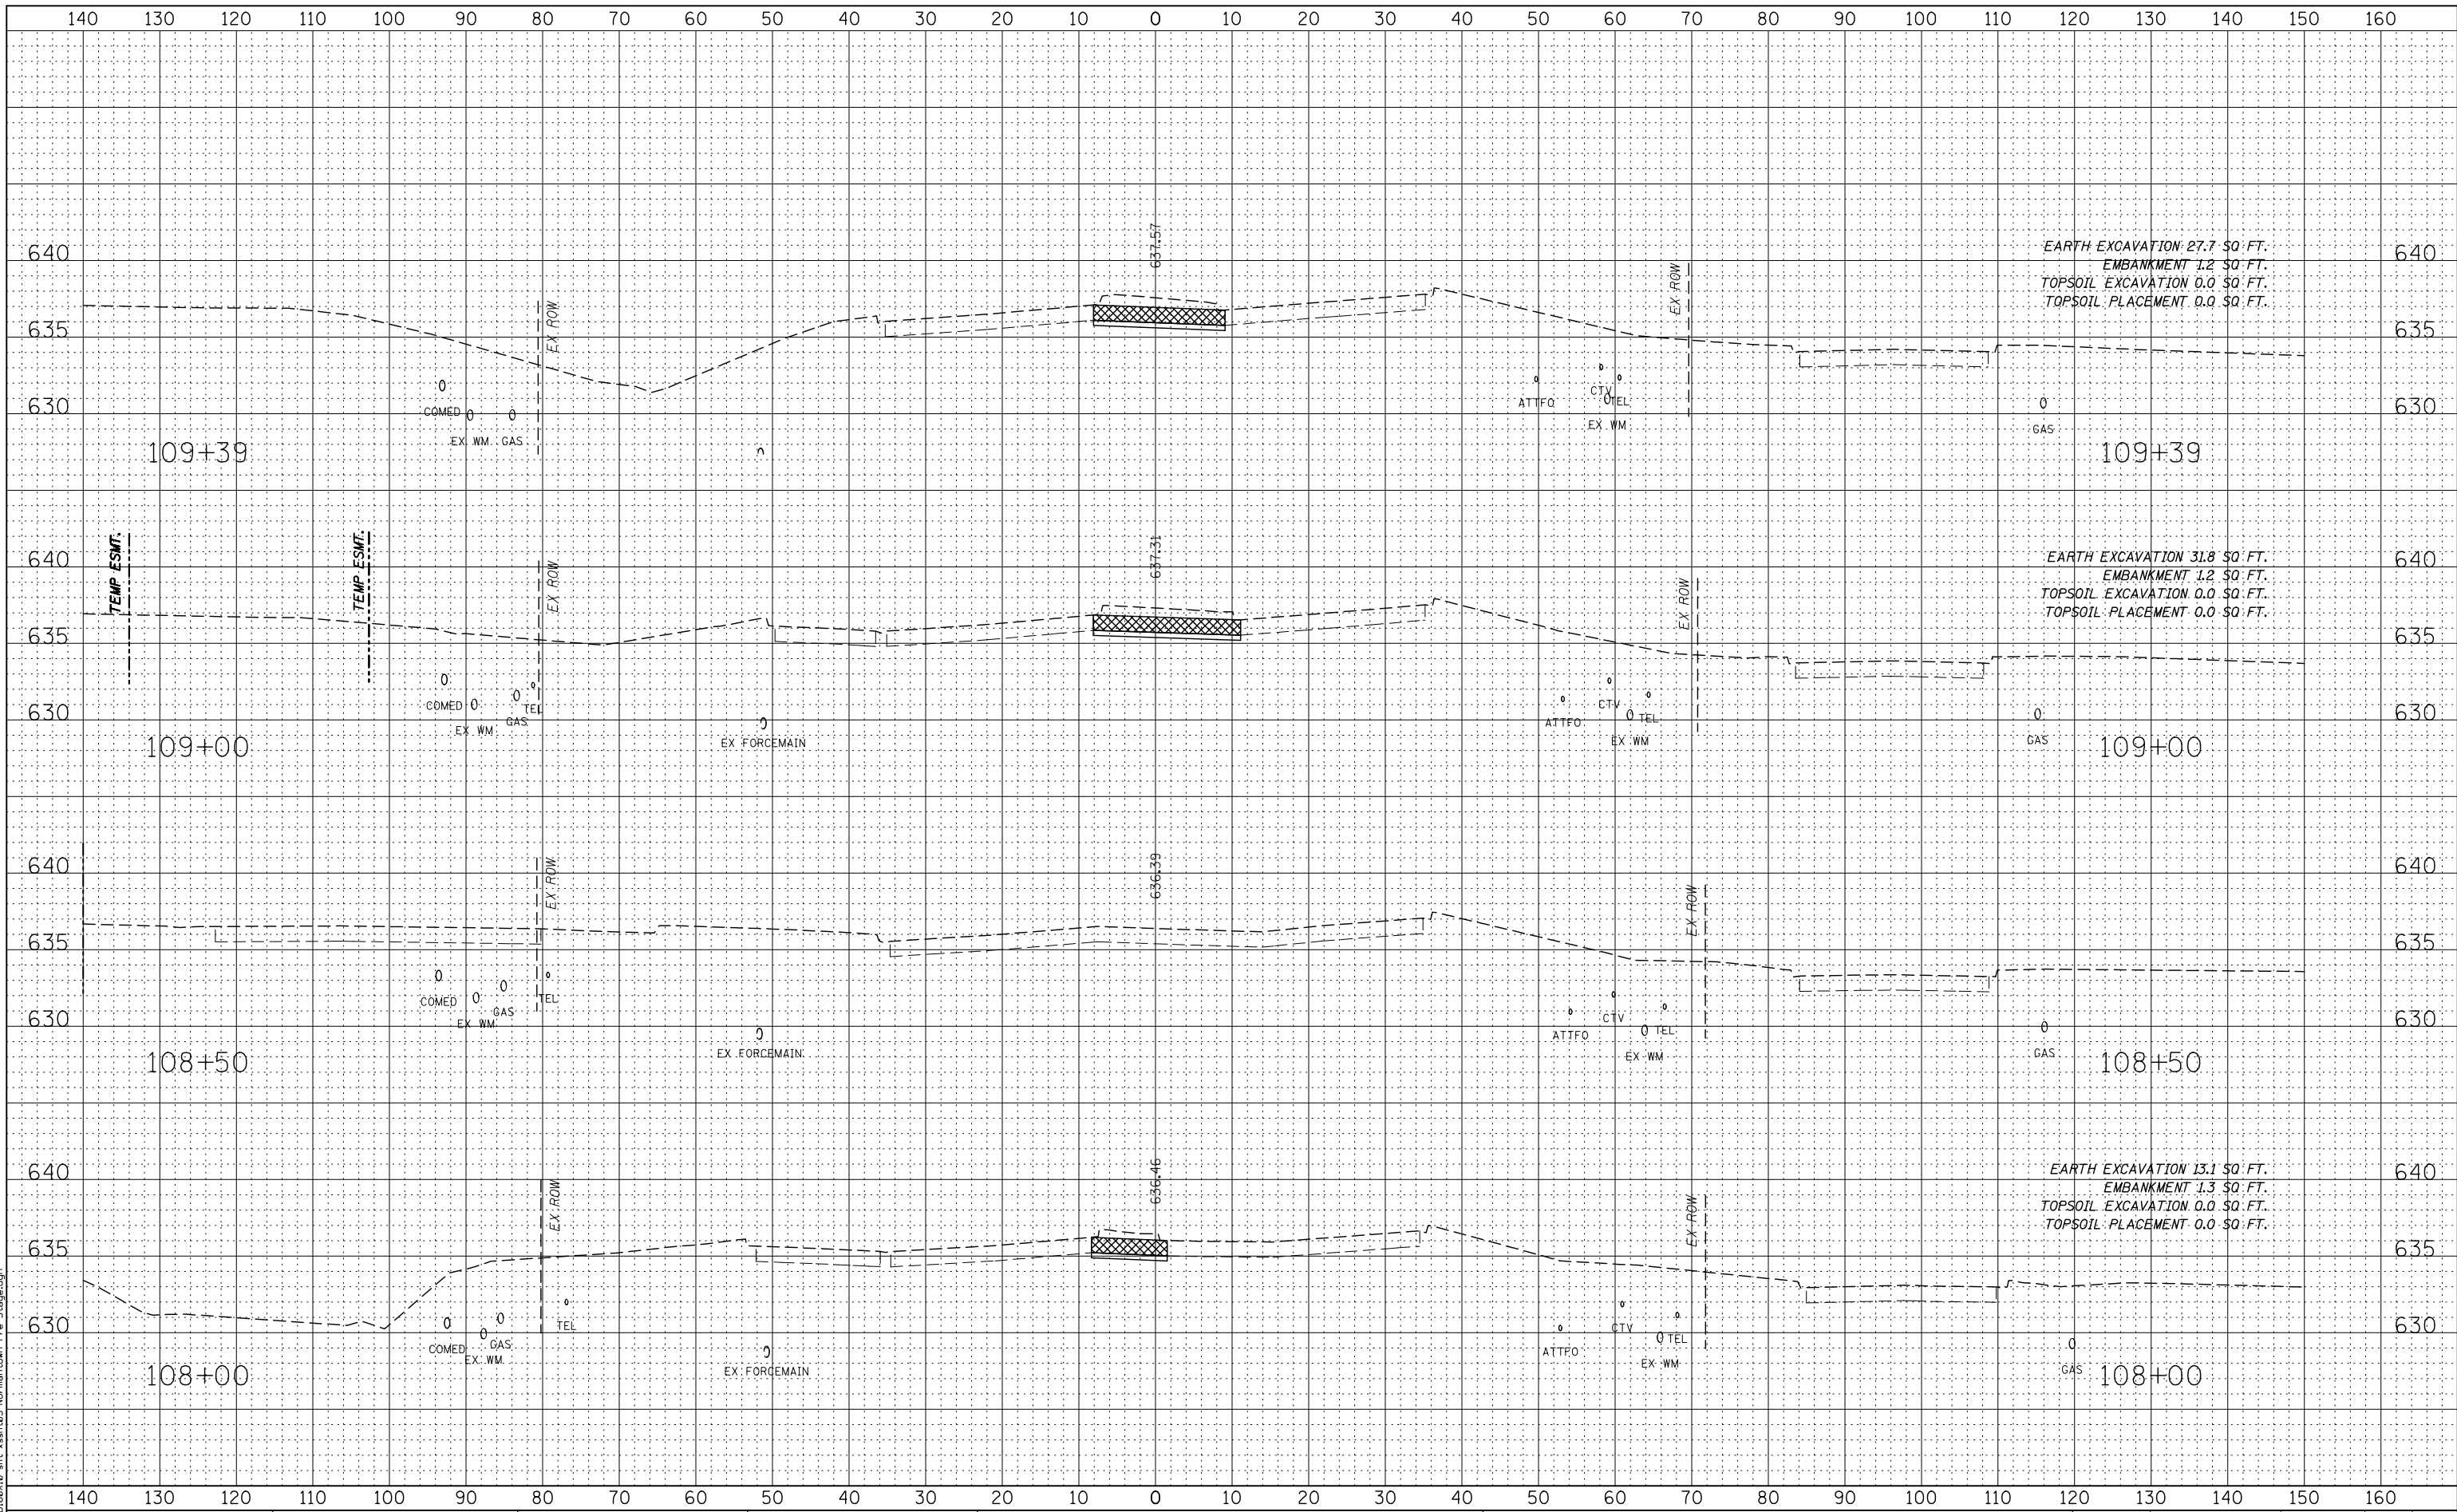 140 130 120 110 100 90 80 70 60 50 40 30 20 10 0 10 20 30 40 50 60 70 80 90 100 110 120 130 140 150 160
637.57
EARTH EXCAVATION 27.7 SQ FT.
EMBANKMENT 1.2 SQ FT.
TOPSOIL EXCAVATION 0.0 SQ FT.
TOPSOIL PLACEMENT 0.0 SQ FT.
640 640
EX ROW EX ROW
635 635
COMED EX WM GAS
ATTFO CTV TEL EX WM
GAS
630 630
109+39 109+39
TEMP ESMT. TEMP ESMT.
637.31
EARTH EXCAVATION 31.8 SQ FT.
EMBANKMENT 1.2 SQ FT.
TOPSOIL EXCAVATION 0.0 SQ FT.
TOPSOIL PLACEMENT 0.0 SQ FT.
640 640
EX ROW EX ROW
635 635
COMED EX WM GAS TEL
EX FORCEMAIN
ATTFO CTV TEL EX WM
GAS
630 630
109+00 109+00
636.39
640 640
EX ROW EX ROW
635 635
COMED EX WM GAS TEL
EX FORCEMAIN
ATTFO CTV TEL EX WM
GAS
630 630
108+50 108+50
636.46
EARTH EXCAVATION 13.1 SQ FT.
EMBANKMENT 1.3 SQ FT.
TOPSOIL EXCAVATION 0.0 SQ FT.
TOPSOIL PLACEMENT 0.0 SQ FT.
640 640
EX ROW EX ROW
635 635
COMED EX WM GAS TEL
EX FORCEMAIN
ATTFO CTV TEL EX WM
GAS
630 630
108+00 108+00
140 130 120 110 100 90 80 70 60 50 40 30 20 10 0 10 20 30 40 50 60 70 80 90 100 110 120 130 140 150 160